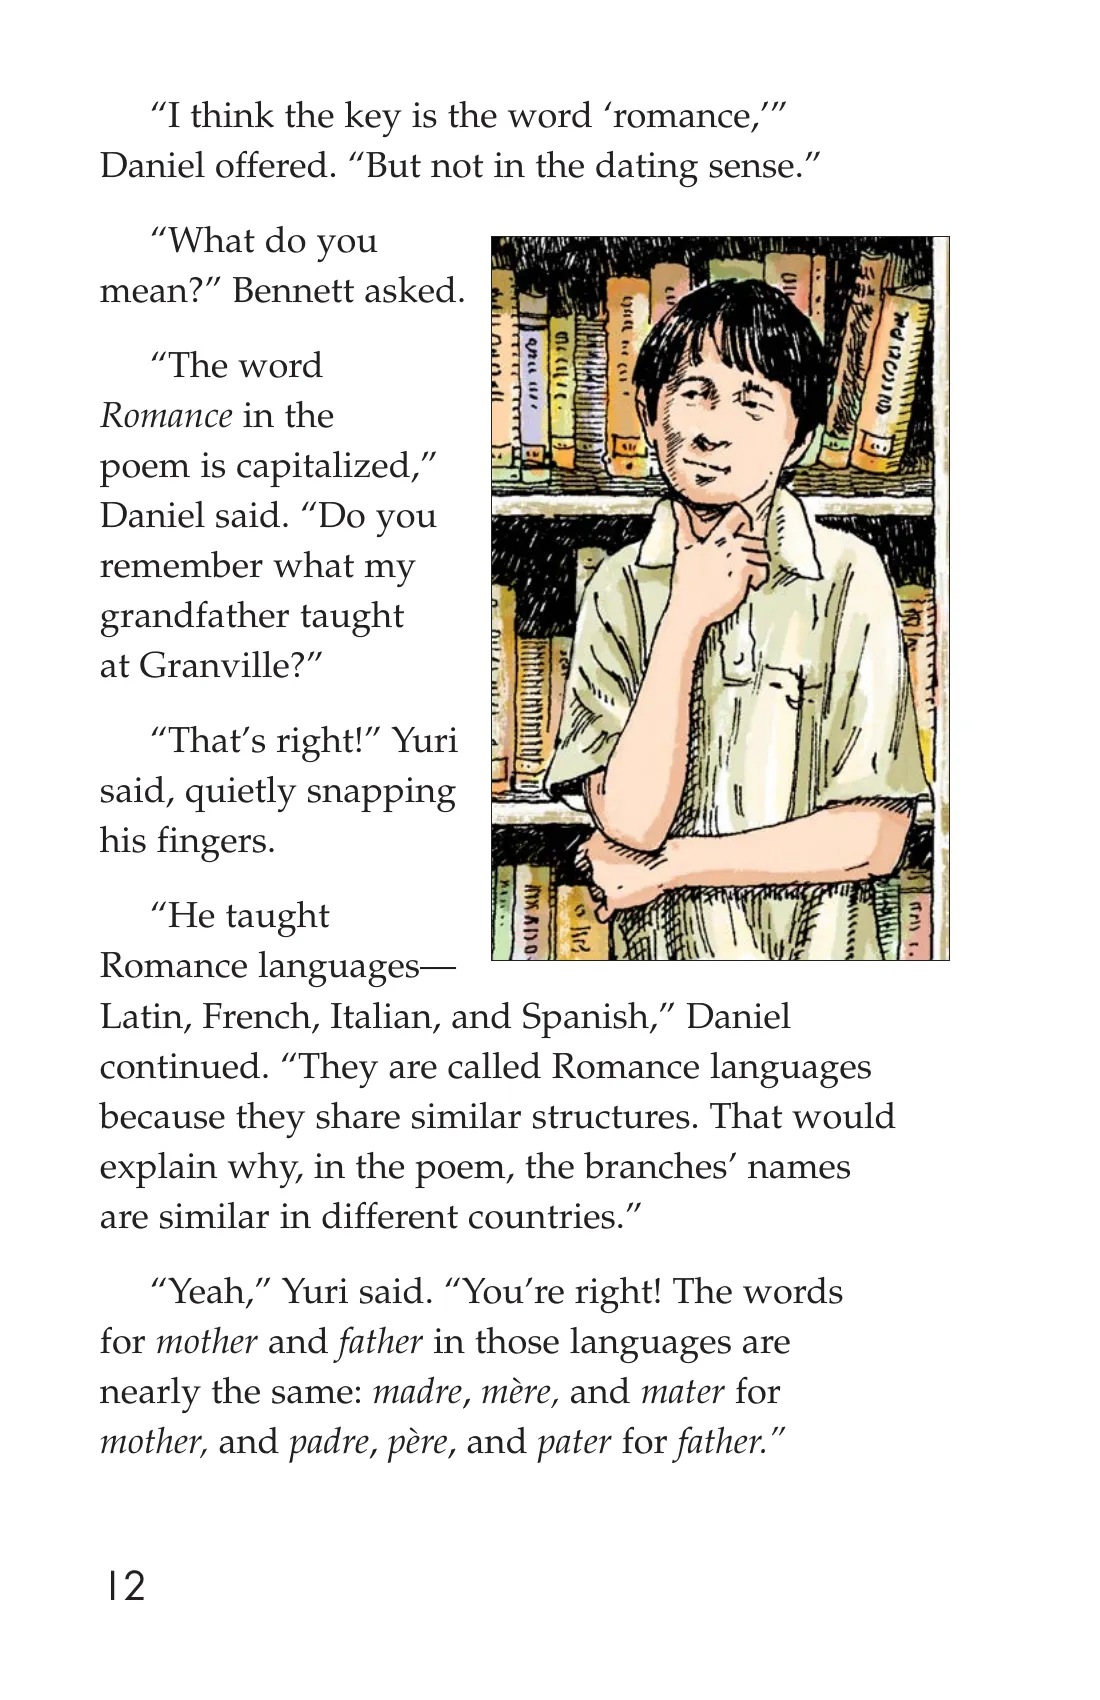 “I think the key is the word ‘romance,’”
Daniel offered. “But not in the dating sense.”
“What do you
mean?” Bennett asked.
“The word
Romance in the
poem is capitalized,”
Daniel said. “Do you
remember what my
grandfather taught
at Granville?”
“That’s right!” Yuri
said, quietly snapping
his fingers.
“He taught
Romance languages—
Latin, French, Italian, and Spanish,” Daniel
continued. “They are called Romance languages
because they share similar structures. That would
explain why, in the poem, the branches’ names
are similar in different countries.”
“Yeah,” Yuri said. “You’re right! The words
for mother and father in those languages are
nearly the same: madre, mère, and mater for
mother, and padre, père, and pater for father.”
12